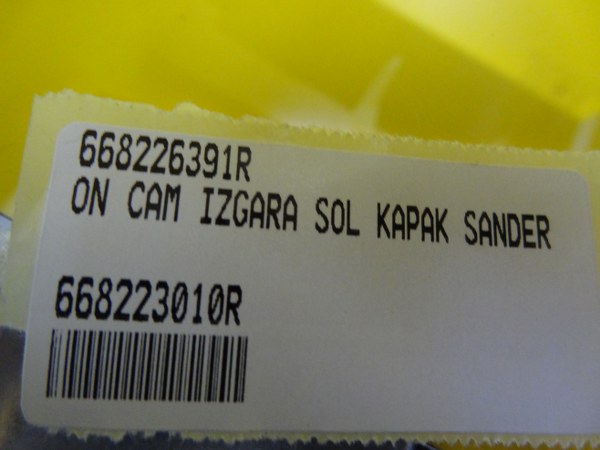 668226391R
ON CAM IZGARA SOL KAPAK SANDER
668223010R